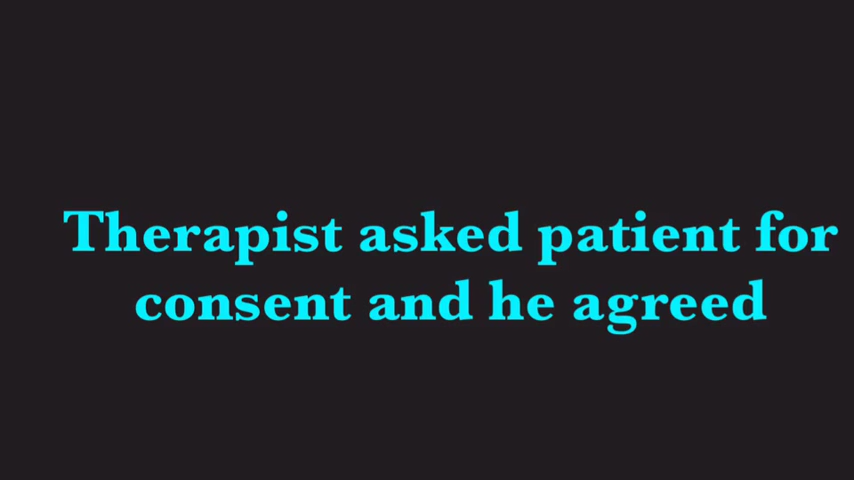 Therapist asked patient for
consent and he agreed